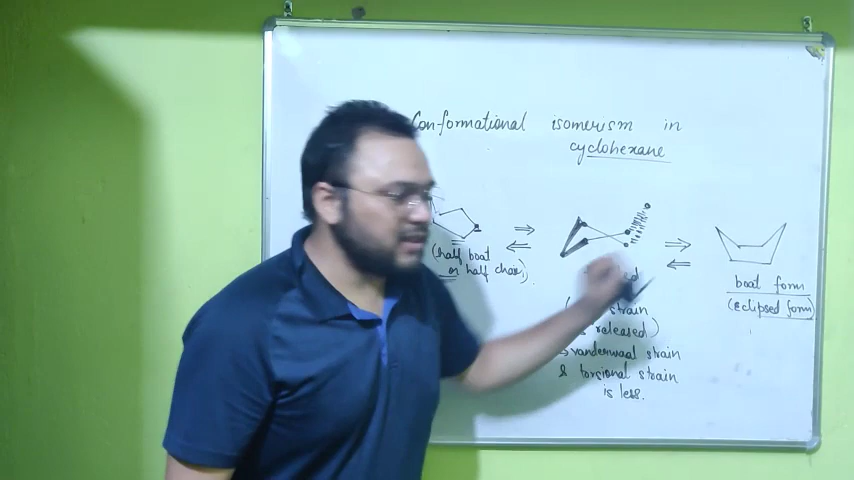 Conformational isomerism in
cyclohexane
(half boat
or half chair).
strain
released)
→ vanderwaal strain
& torsional strain
is less.
boat form
(eclipsed form)